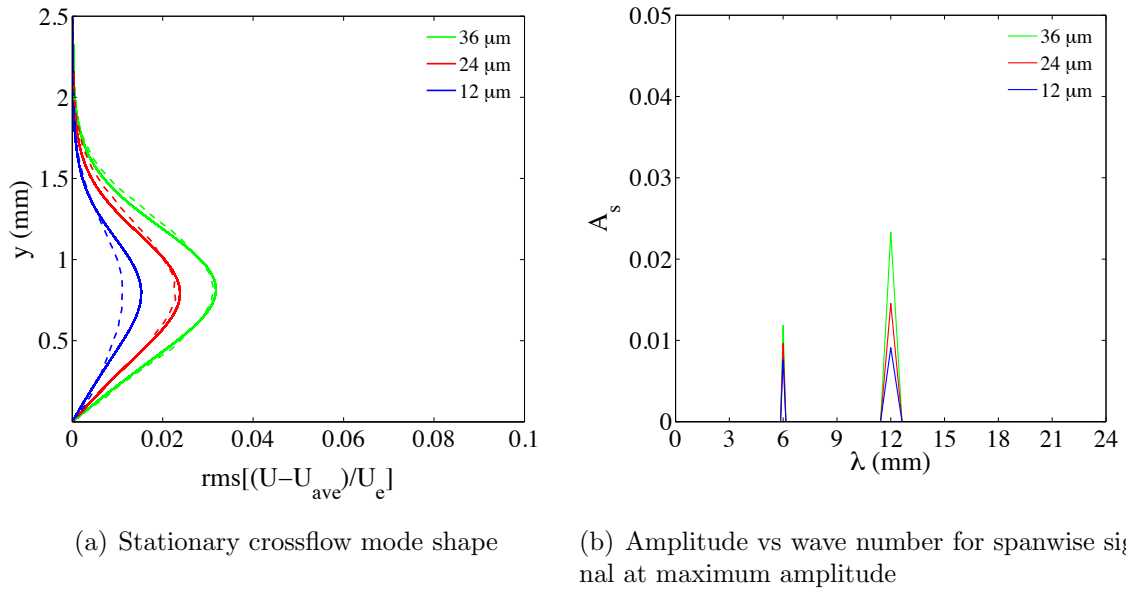 2.5
2
1.5
1
0.5
0
0.02
0.04
0.06
0.08
0.1
y (mm)
rms[(U−U_ave)/U_e]
36 μm
24 μm
12 μm
(a) Stationary crossflow mode shape
0.05
0.04
0.03
0.02
0.01
0
0
3
6
9
12
15
18
21
24
A_s
λ (mm)
36 μm
24 μm
12 μm
(b) Amplitude vs wave number for spanwise sig
nal at maximum amplitude